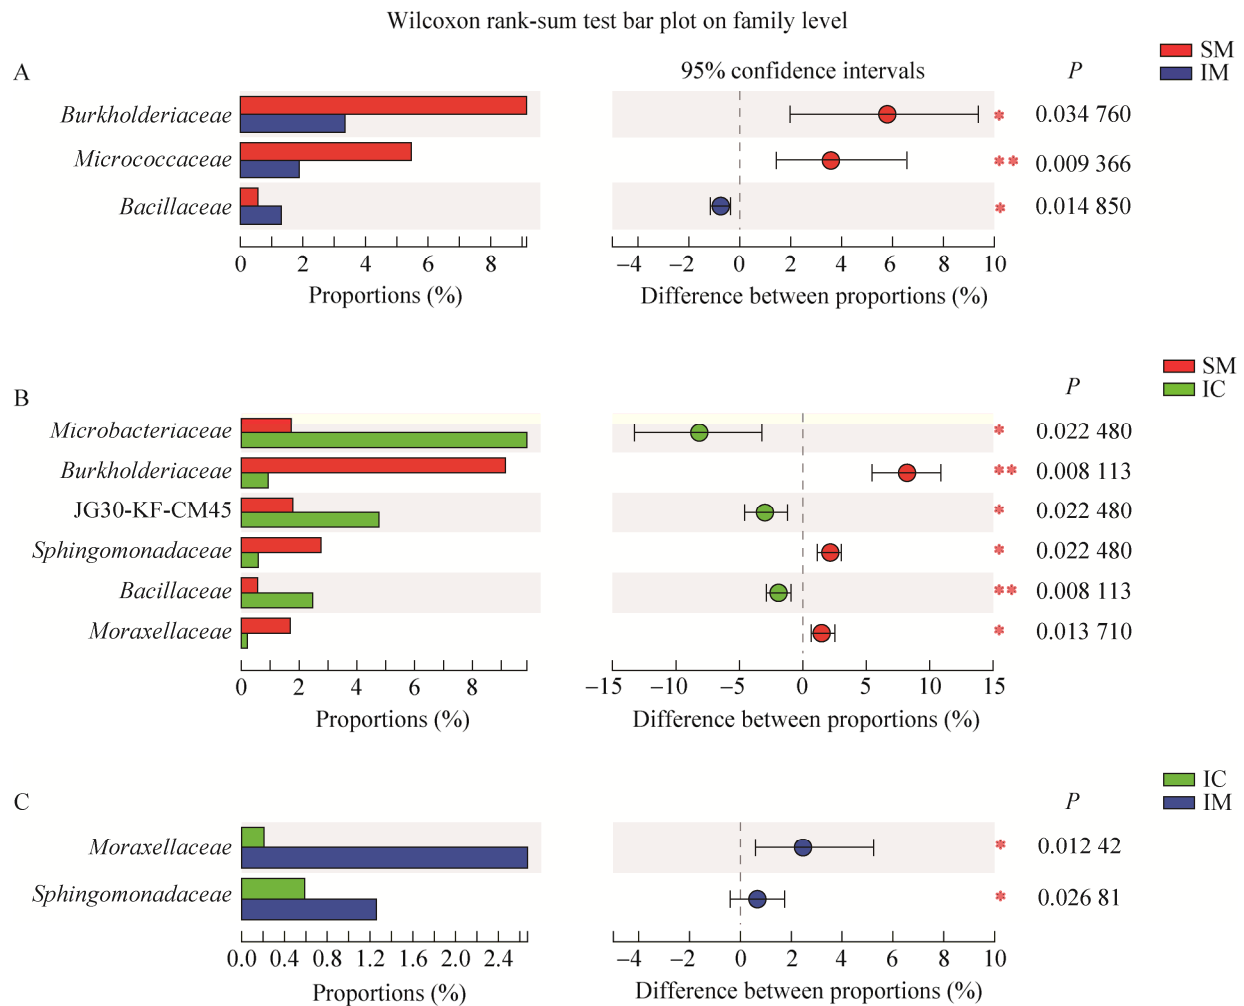 Wilcoxon rank-sum test bar plot on family level
A
95% confidence intervals
P
SM
IM
Burkholderiaceae
** 0.034 760
Micrococcaceae
** 0.009 366
Bacillaceae
* 0.014 850
0 2 4 6 8
−4 −2 0 2 4 6 8 10
Proportions (%)
Difference between proportions (%)
B
P
SM
IC
Microbacteriaceae
* 0.022 480
Burkholderiaceae
** 0.008 113
JG30-KF-CM45
* 0.022 480
Sphingomonadaceae
* 0.022 480
Bacillaceae
** 0.008 113
Moraxellaceae
* 0.013 710
0 2 4 6 8
−15 −10 −5 0 5 10 15
Proportions (%)
Difference between proportions (%)
C
P
IC
IM
Moraxellaceae
* 0.012 42
Sphingomonadaceae
* 0.026 81
0.0 0.4 0.8 1.2 1.6 2.0 2.4
−4 −2 0 2 4 6 8 10
Proportions (%)
Difference between proportions (%)